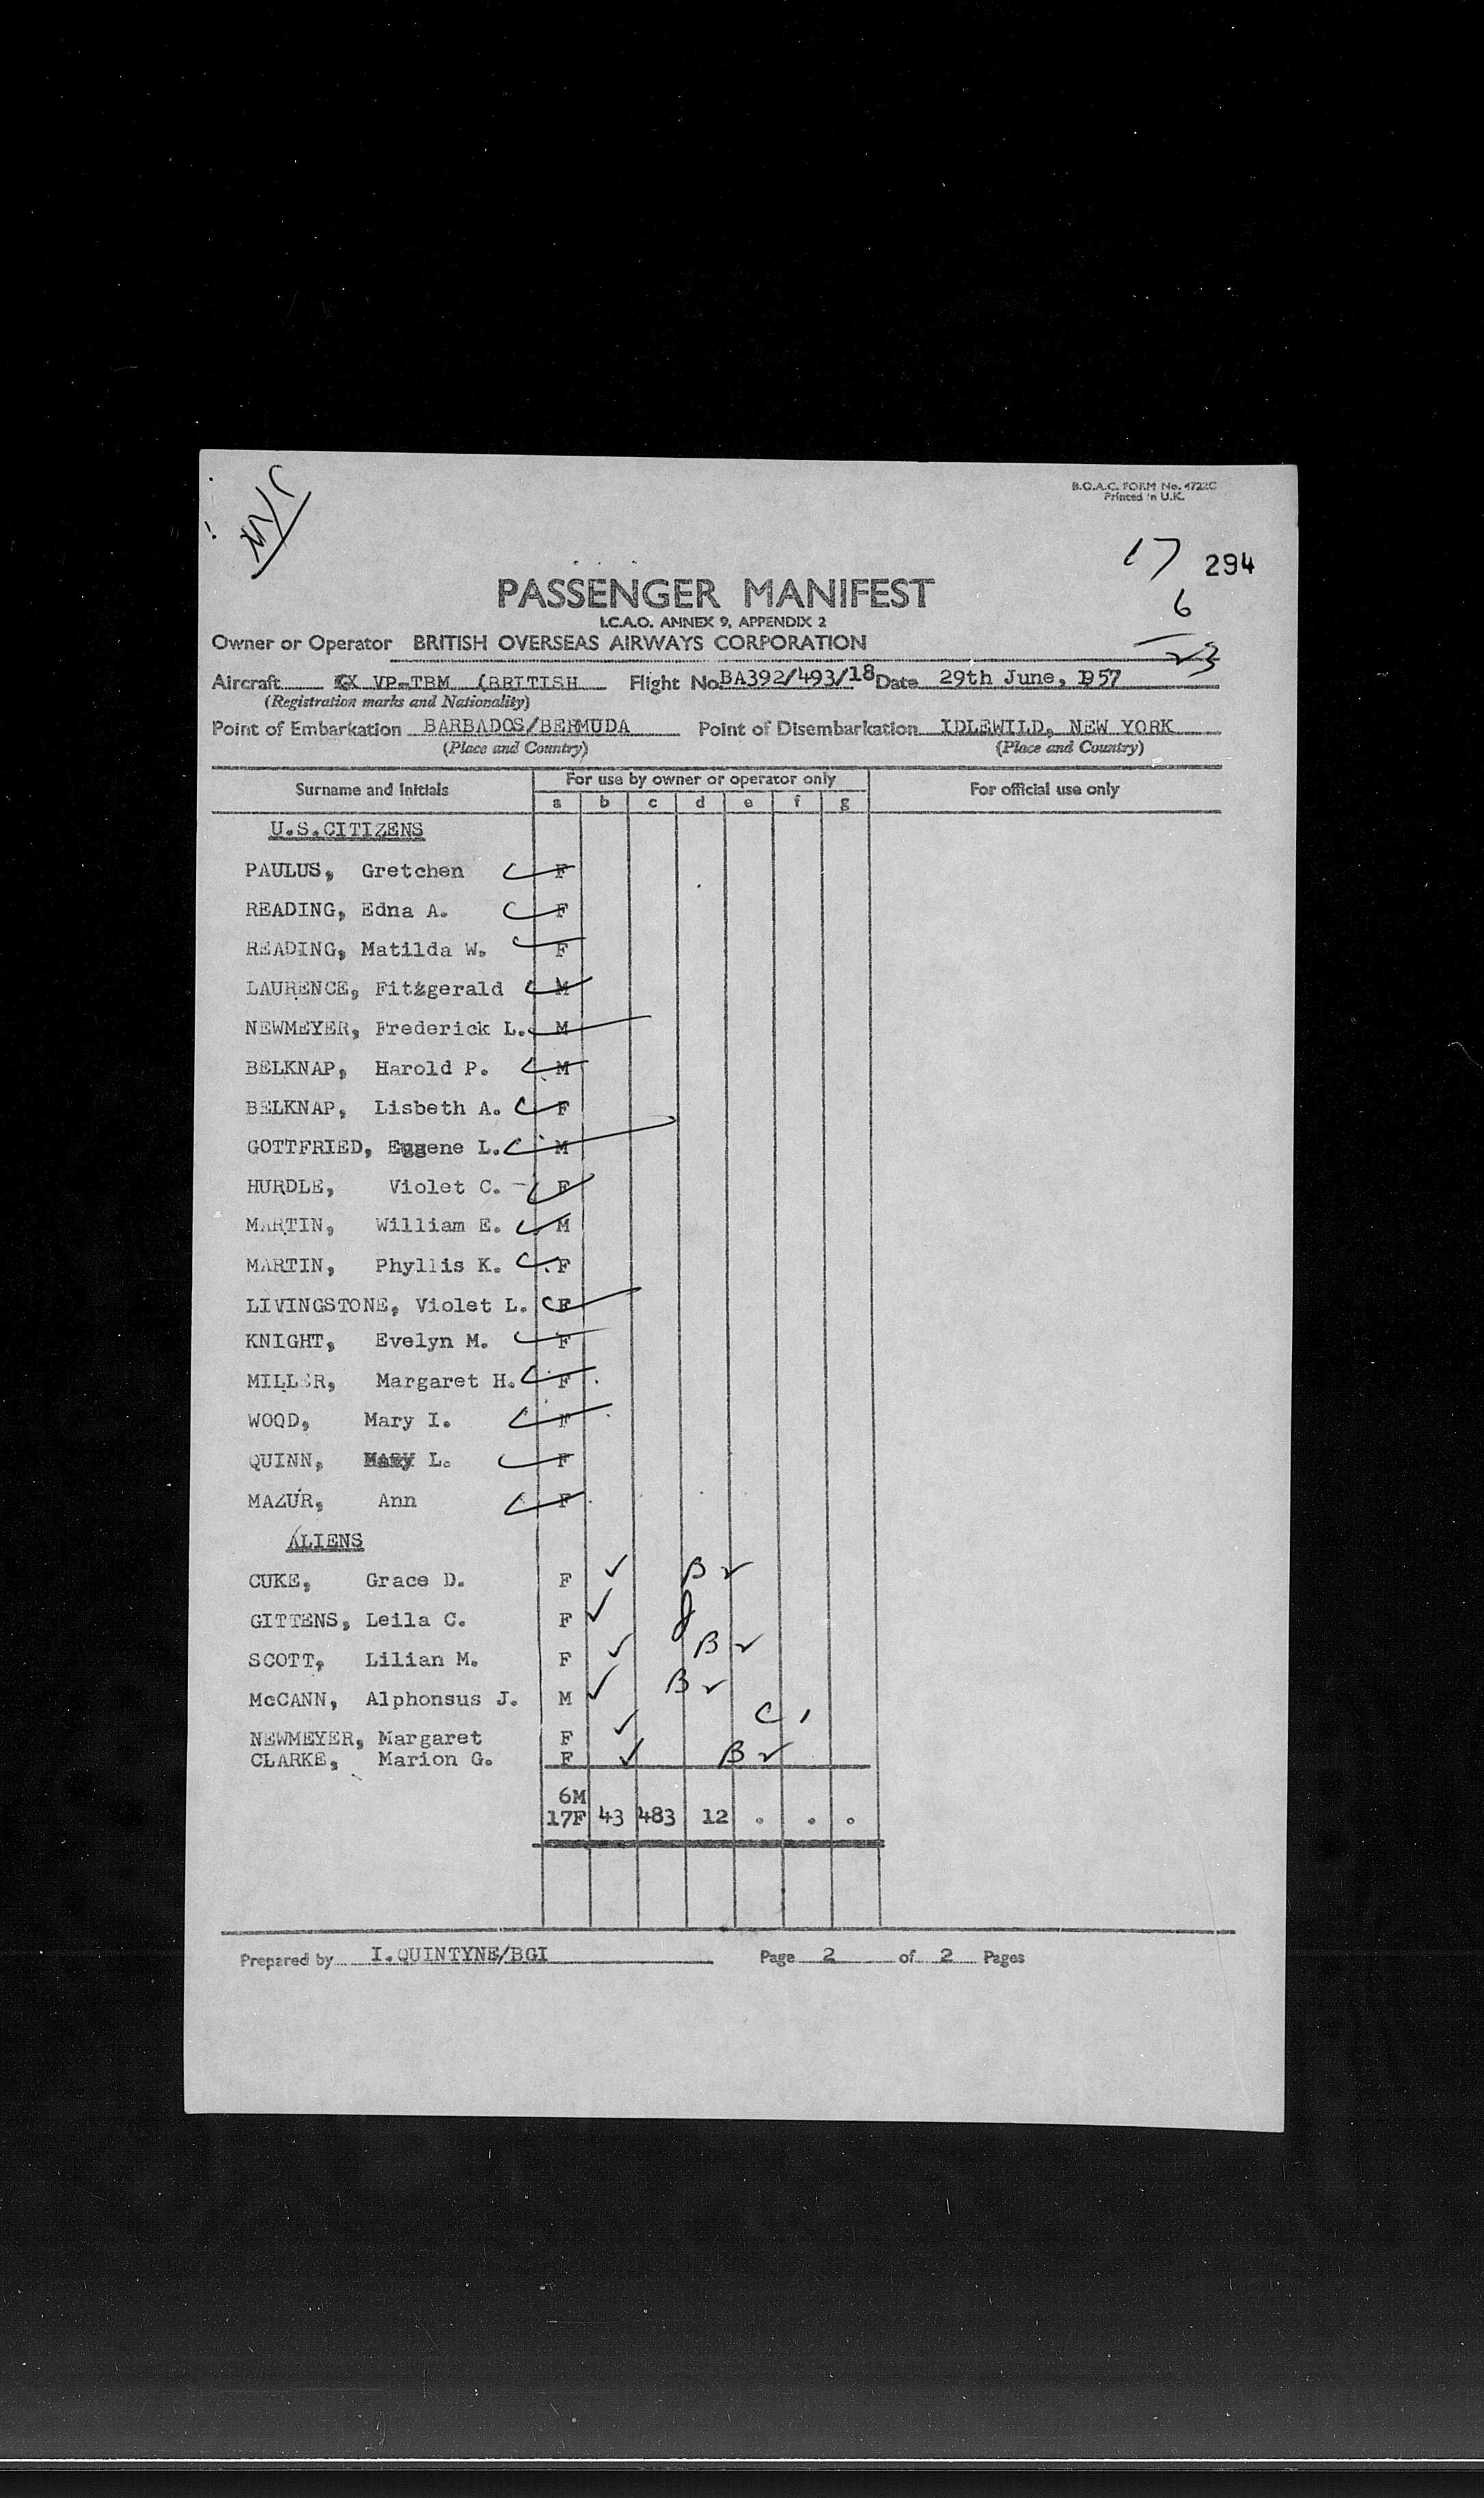 NYC
B.O.A.C. FORM No. 4722C
Printed in U.K.
17 294
6
23
PASSENGER MANIFEST
I.C.A.O. ANNEX 9, APPENDIX 2
Owner or Operator BRITISH OVERSEAS AIRWAYS CORPORATION
Aircraft VP-TBM (BRITISH Flight No. BA392/493/18 Date 29th June, 1957
(Registration marks and Nationality)
Point of Embarkation BARBADOS/BERMUDA Point of Disembarkation IDLEWILD, NEW YORK
(Place and Country) (Place and Country)
Surname and Initials For use by owner or operator only For official use only
a b c d e f g
U.S.CITIZENS
PAULUS, Gretchen F
READING, Edna A. F
READING, Matilda W. F
LAURENCE, Fitzgerald M
NEWMEYER, Frederick L. M
BELKNAP, Harold P. M
BELKNAP, Lisbeth A. F
GOTTFRIED, Eugene L. M
HURDLE, Violet C. F
MARTIN, William E. M
MARTIN, Phyllis K. F
LIVINGSTONE, Violet L. F
KNIGHT, Evelyn M. F
MILLER, Margaret H. F
WOOD, Mary I. F
QUINN, Mary L. F
MAZUR, Ann F
ALIENS
CUKE, Grace D. F ✓ B ✓
GITTENS, Leila C. F ✓
SCOTT, Lilian M. F ✓ B ✓
McCANN, Alphonsus J. M ✓ B ✓
NEWMEYER, Margaret F ✓ C
CLARKE, Marion G. F ✓ B ✓
6M
17F 43 483 12 . . .
Prepared by I.QUINTYNE/BGI Page 2 of 2 Pages